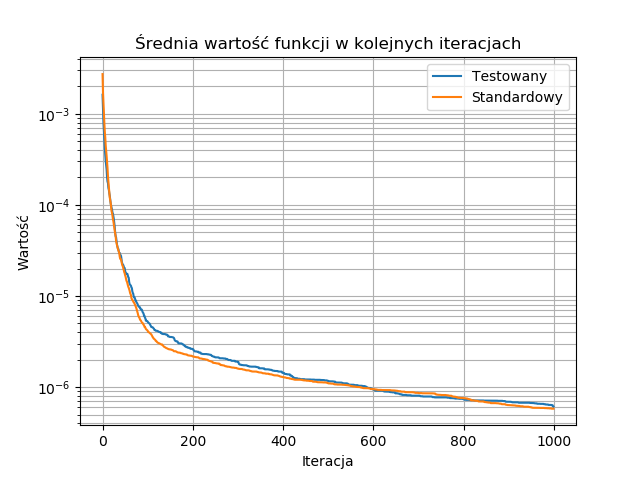 Średnia wartość funkcji w kolejnych iteracjach
Testowany
Standardowy
Wartość
10⁻³
10⁻⁴
10⁻⁵
10⁻⁶
0 200 400 600 800 1000
Iteracja